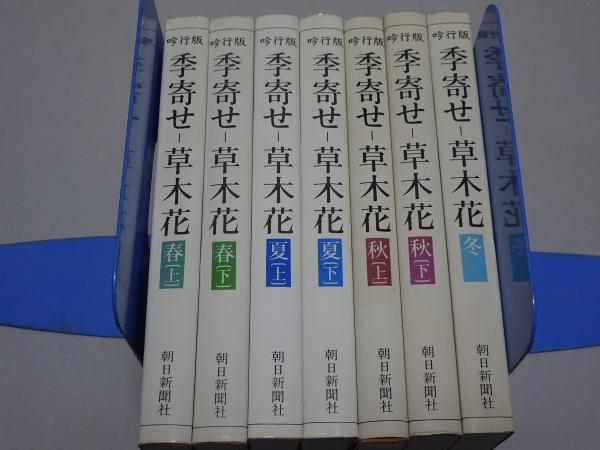 吟行版
季寄せ-草木花
春〔上〕
朝日新聞社
吟行版
季寄せ-草木花
春〔下〕
朝日新聞社
吟行版
季寄せ-草木花
夏〔上〕
朝日新聞社
吟行版
季寄せ-草木花
夏〔下〕
朝日新聞社
吟行版
季寄せ-草木花
秋〔上〕
朝日新聞社
吟行版
季寄せ-草木花
秋〔下〕
朝日新聞社
吟行版
季寄せ-草木花
冬
朝日新聞社